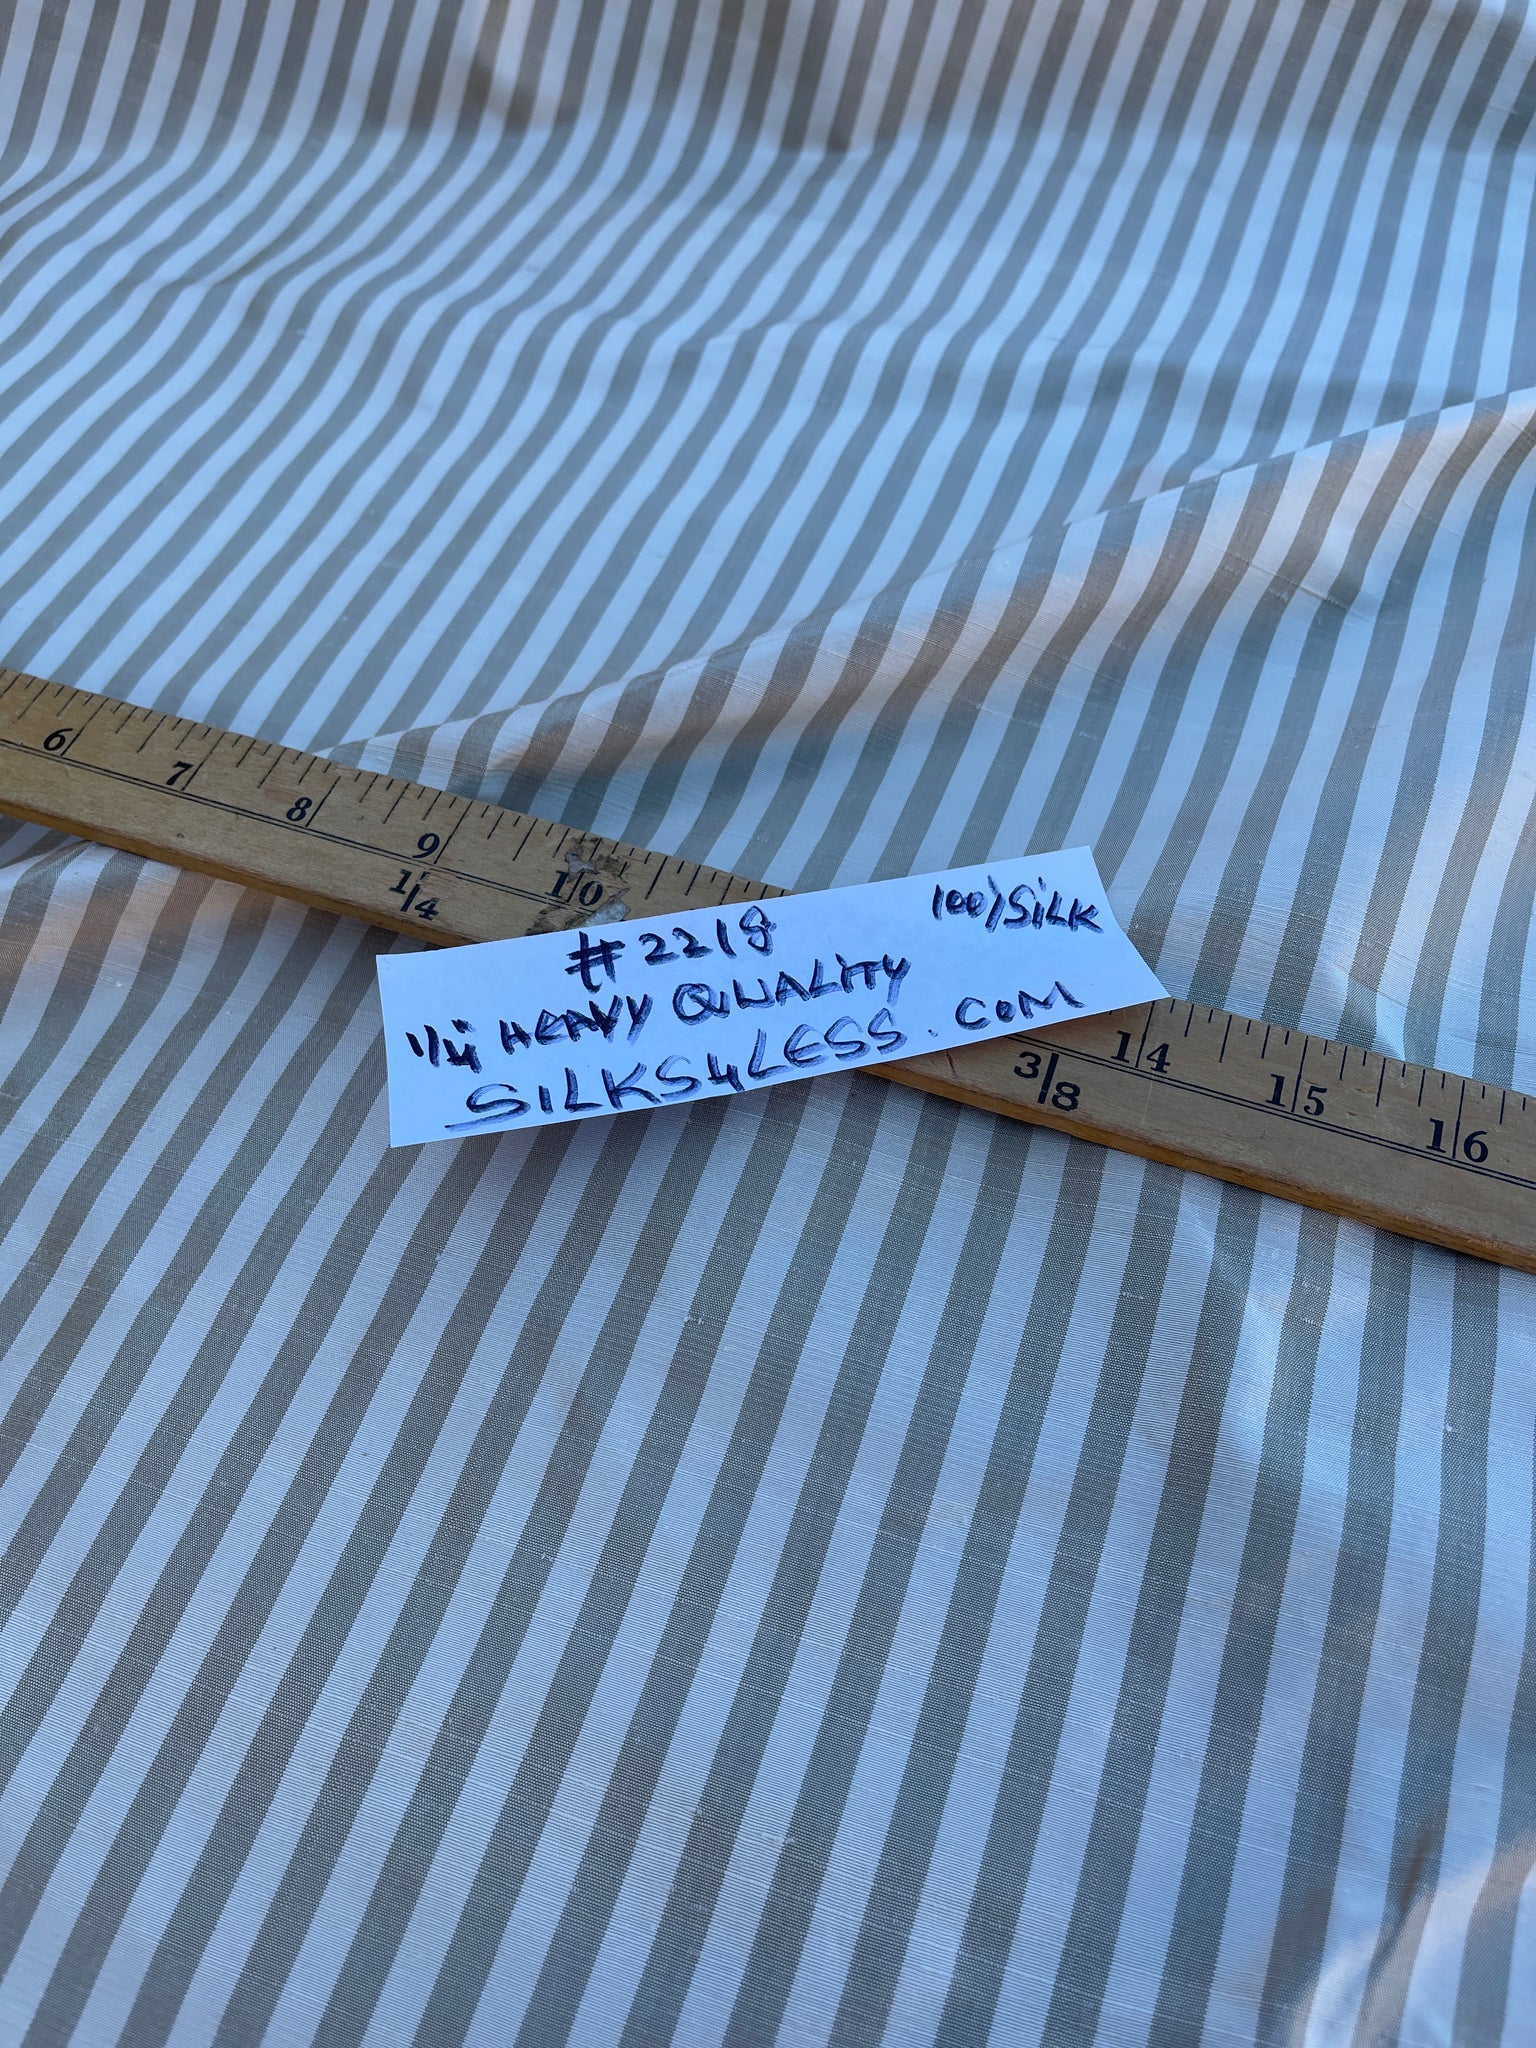 6 7 8 9 10 14 15 16
1/4 3/8
#2218 100/SiLK
1/4" HEAVY QUALiTY
SILKS4LESS.COM